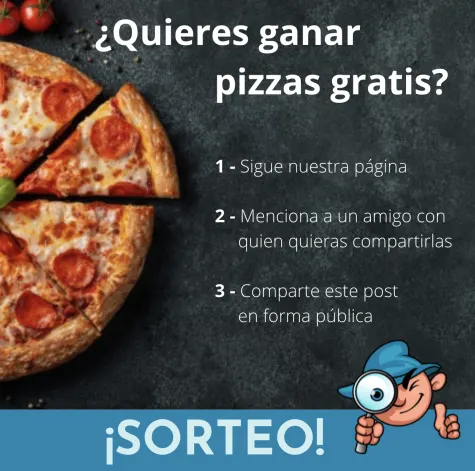 ¿Quieres ganar
pizzas gratis?
1 - Sigue nuestra página
2 - Menciona a un amigo con
quien quieras compartirlas
3 - Comparte este post
en forma pública
¡SORTEO!